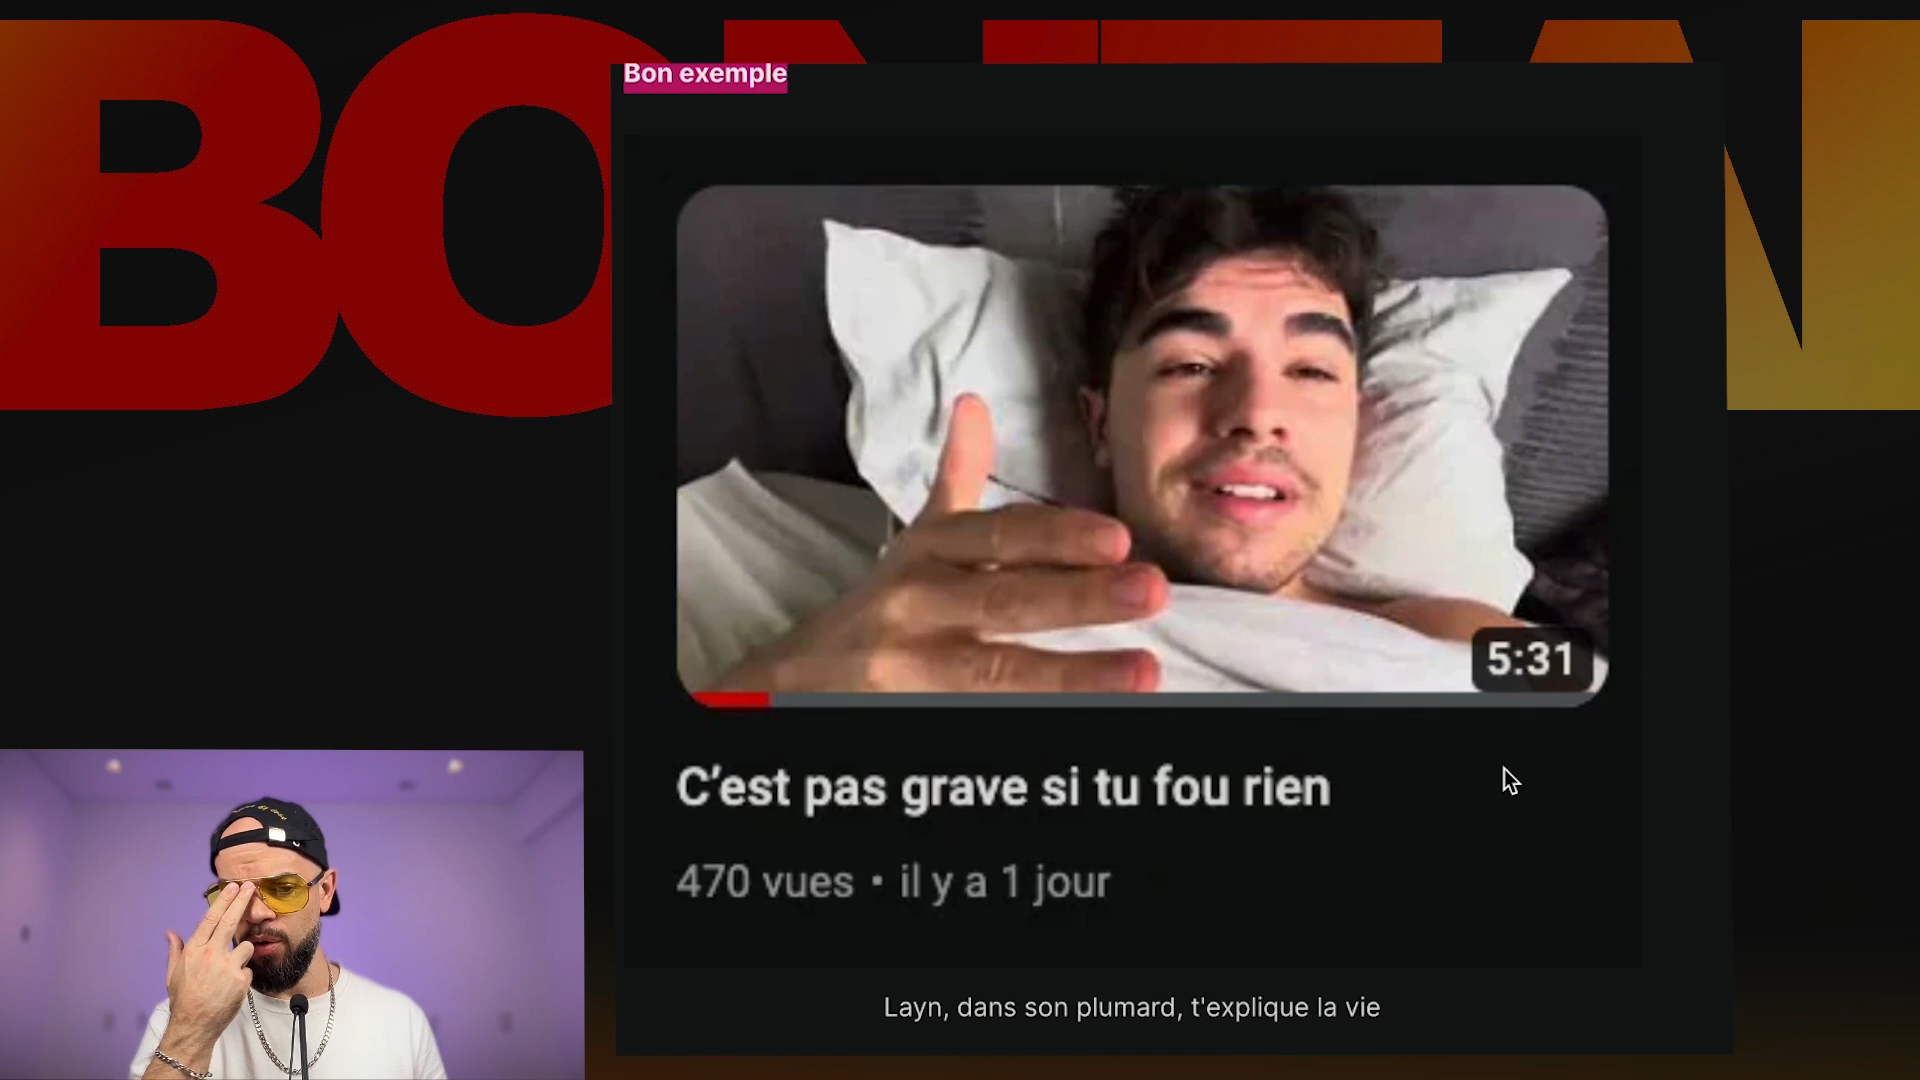 BON
Bon exemple
5:31
C'est pas grave si tu fou rien
470 vues • il y a 1 jour
Layn, dans son plumard, t'explique la vie